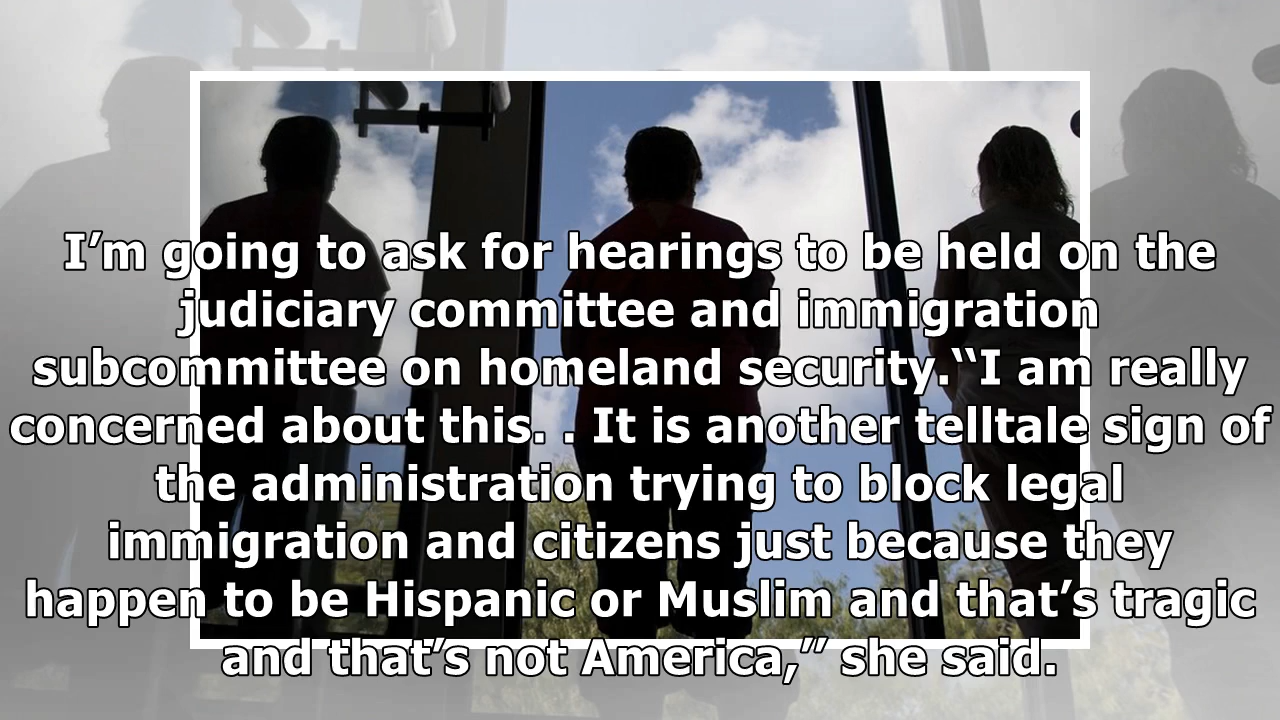 I’m going to ask for hearings to be held on the
judiciary committee and immigration
subcommittee on homeland security.‘‘I am really
concerned about this. . It is another telltale sign of
the administration trying to block legal
immigration and citizens just because they
happen to be Hispanic or Muslim and that’s tragic
and that’s not America,’’ she said.